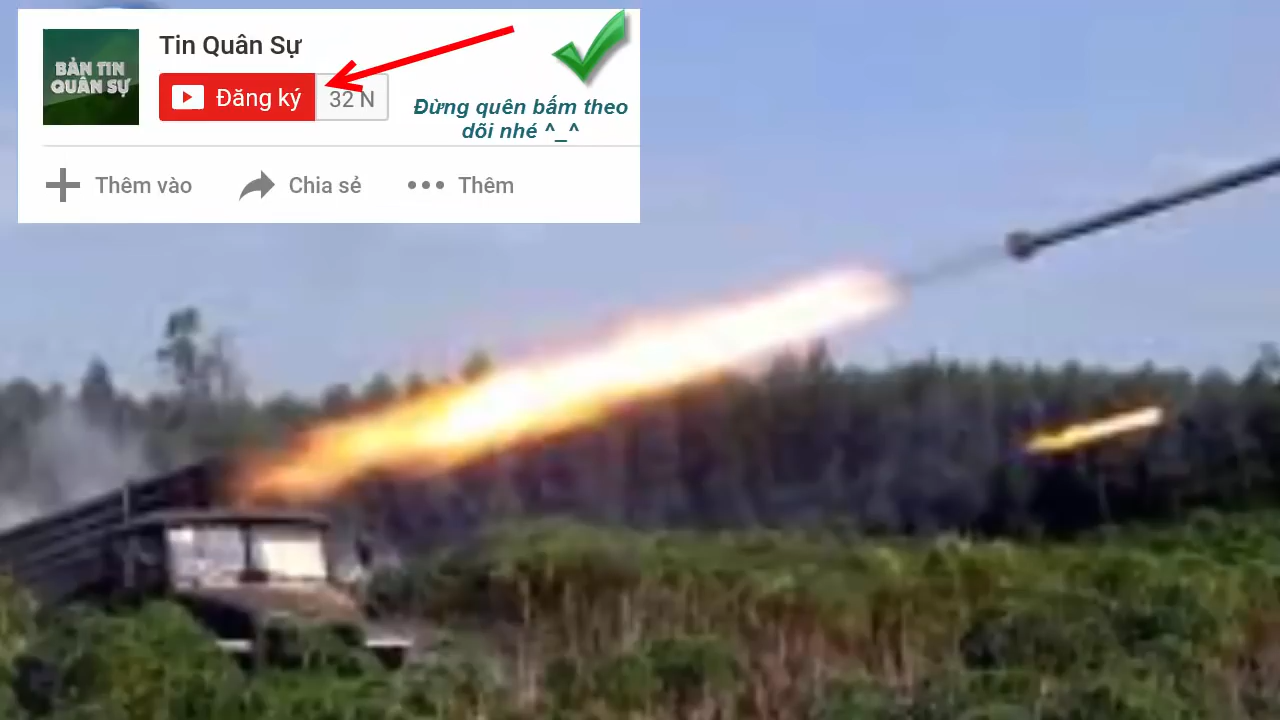 BẢN TIN
QUÂN SỰ
Tin Quân Sự
Đăng ký
32 N
Đừng quên bấm theo
dõi nhé ^_^
Thêm vào
Chia sẻ
Thêm